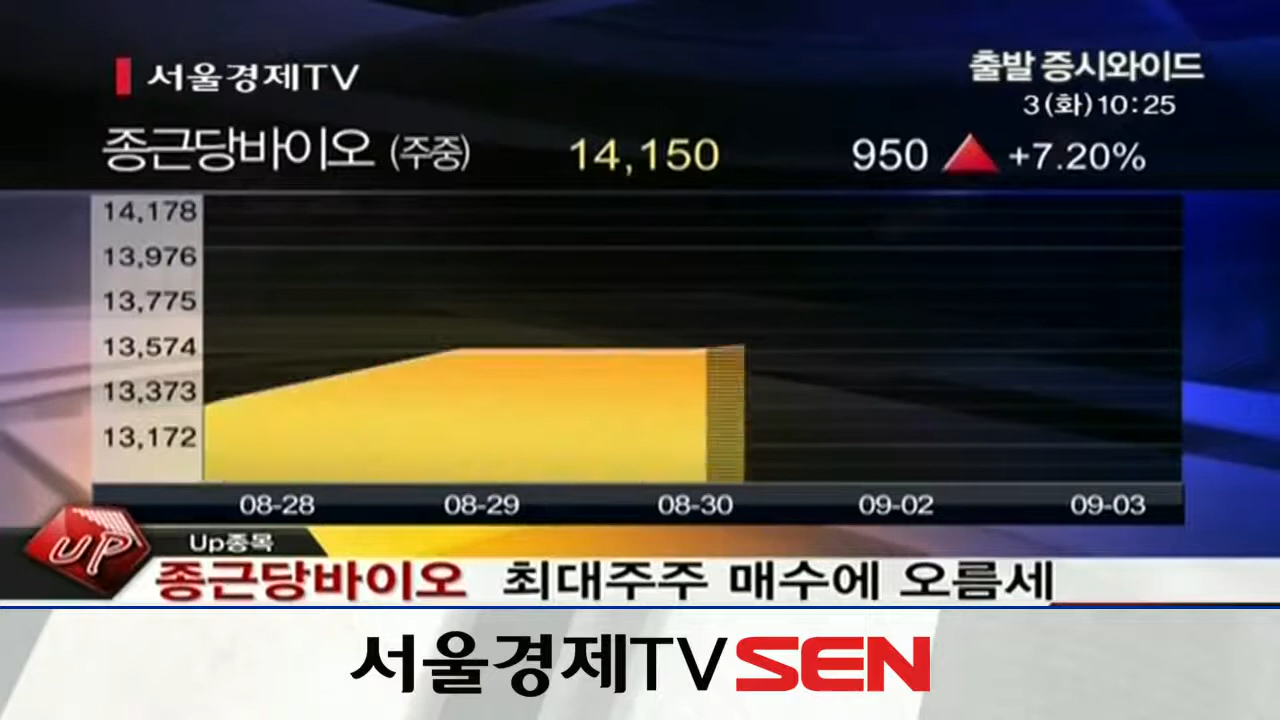 서울경제TV
출발 증시와이드
3(화)10:25
종근당바이오 (주중) 14,150 950 ▲ +7.20%
14,178
13,976
13,775
13,574
13,373
13,172
08-28 08-29 08-30 09-02 09-03
UP Up종목
종근당바이오 최대주주 매수에 오름세
서울경제TV SEN